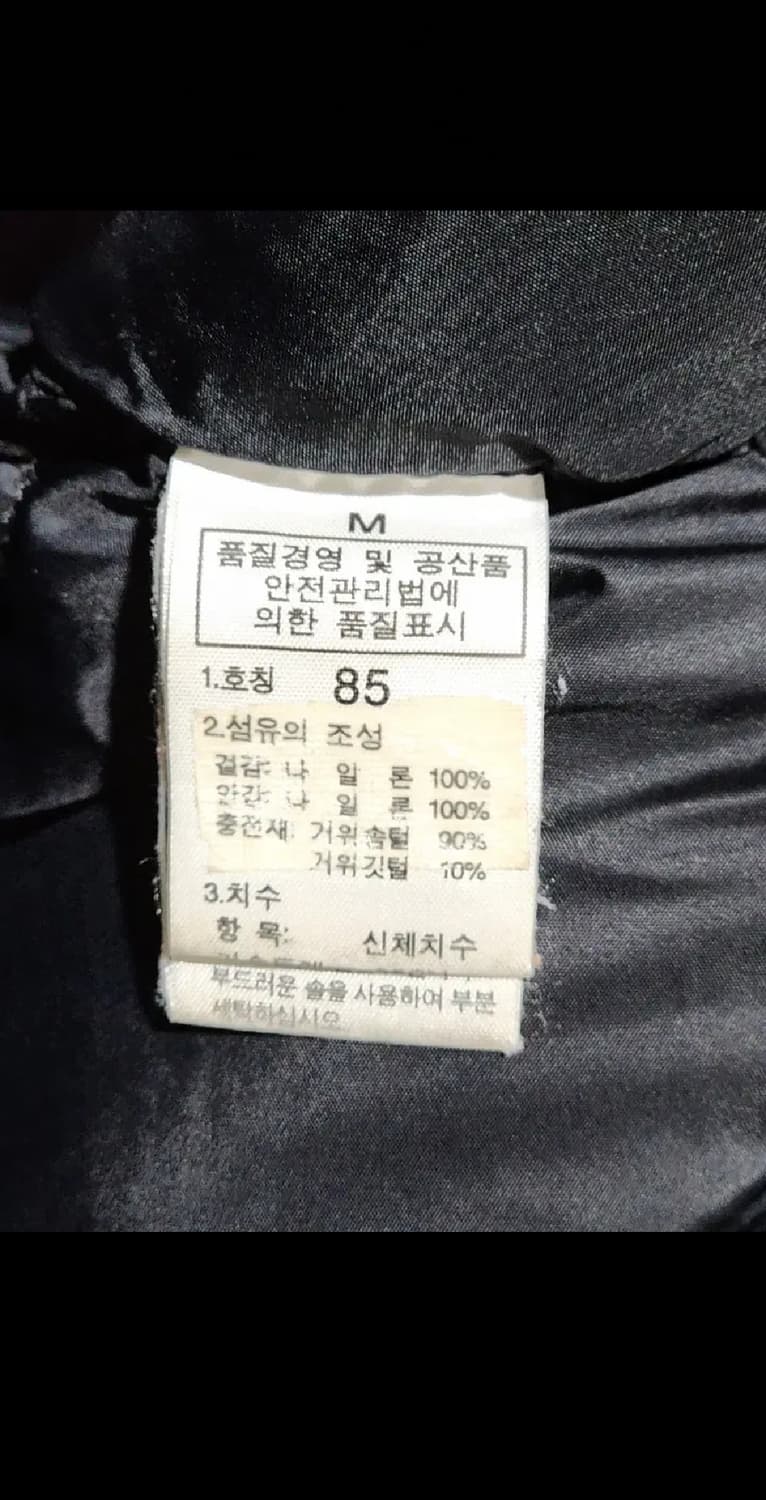 M
품질경영 및 공산품
안전관리법에
의한 품질표시
1.호칭 85
2.섬유의 조성
겉감: 나 일 론 100%
안감: 나 일 론 100%
충전재: 거위솜털 90%
거위깃털 10%
3.치수
항 목: 신체치수
부드러운 솔을 사용하여 부분
세탁하십시오